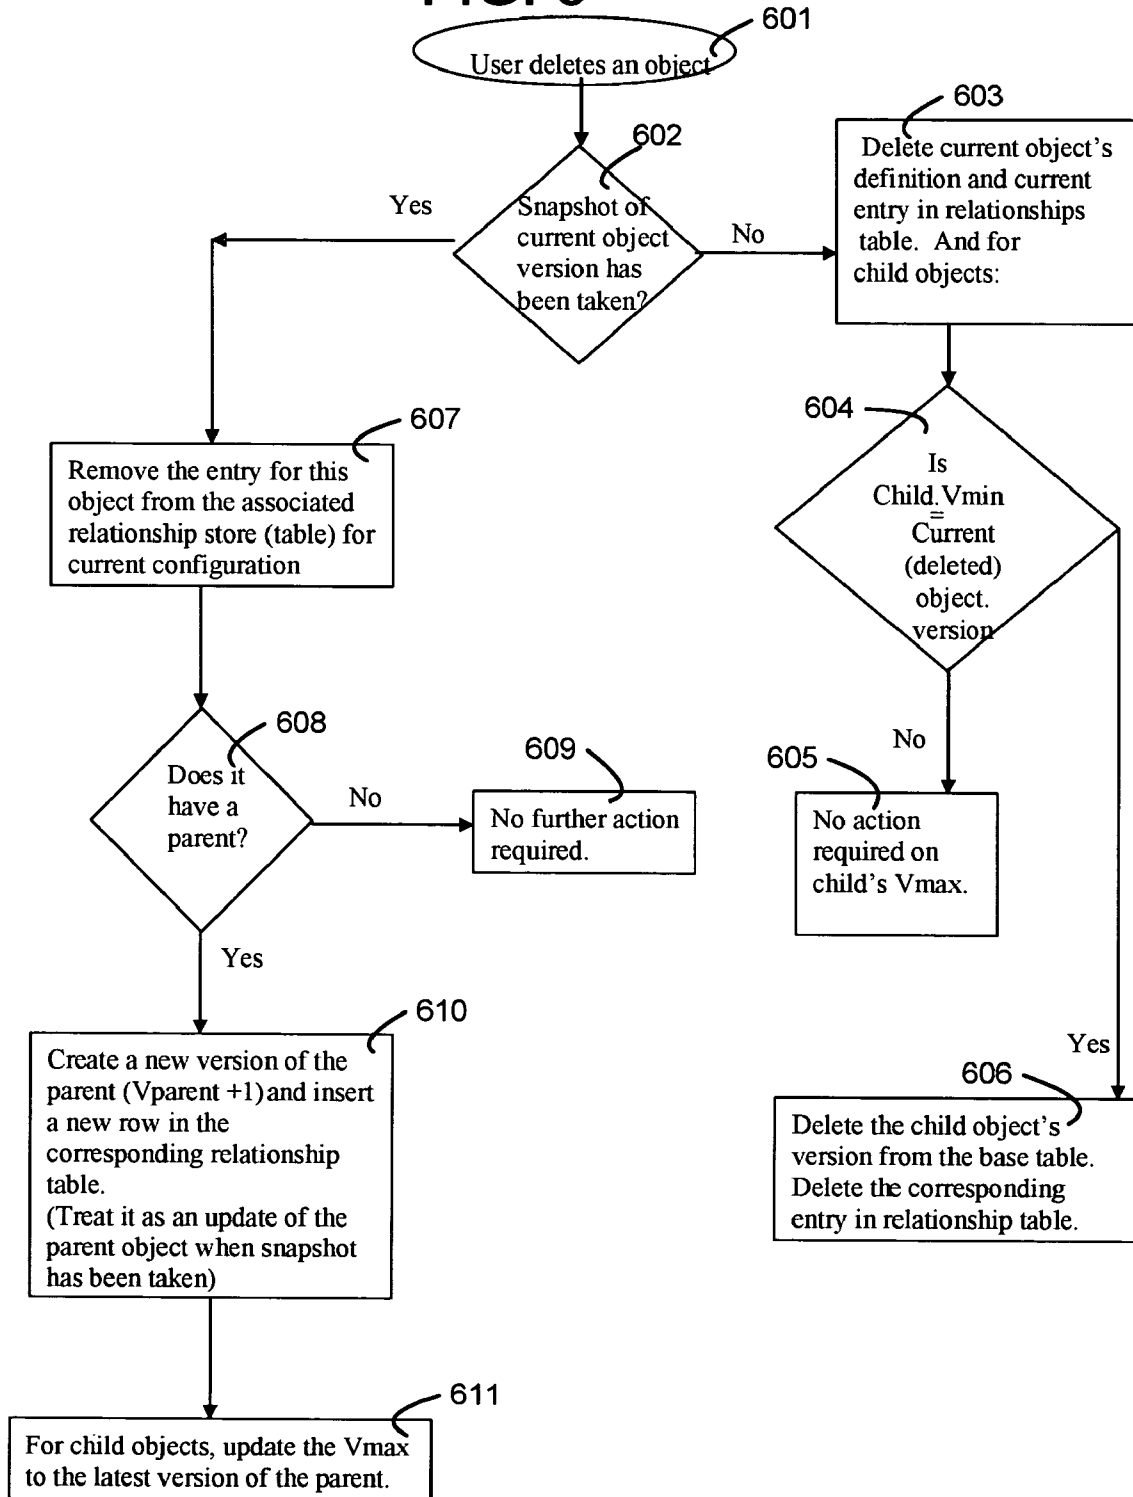 601
User deletes an object
602
Snapshot of
current object
version has
been taken?
Yes
No
603
Delete current object's
definition and current
entry in relationships
table. And for
child objects:
604
Is
Child.Vmin
=
Current
(deleted)
object.
version
No
605
No action
required on
child's Vmax.
Yes
606
Delete the child object's
version from the base table.
Delete the corresponding
entry in relationship table.
607
Remove the entry for this
object from the associated
relationship store (table) for
current configuration
608
Does it
have a
parent?
No
609
No further action
required.
Yes
610
Create a new version of the
parent (Vparent +1) and insert
a new row in the
corresponding relationship
table.
(Treat it as an update of the
parent object when snapshot
has been taken)
611
For child objects, update the Vmax
to the latest version of the parent.